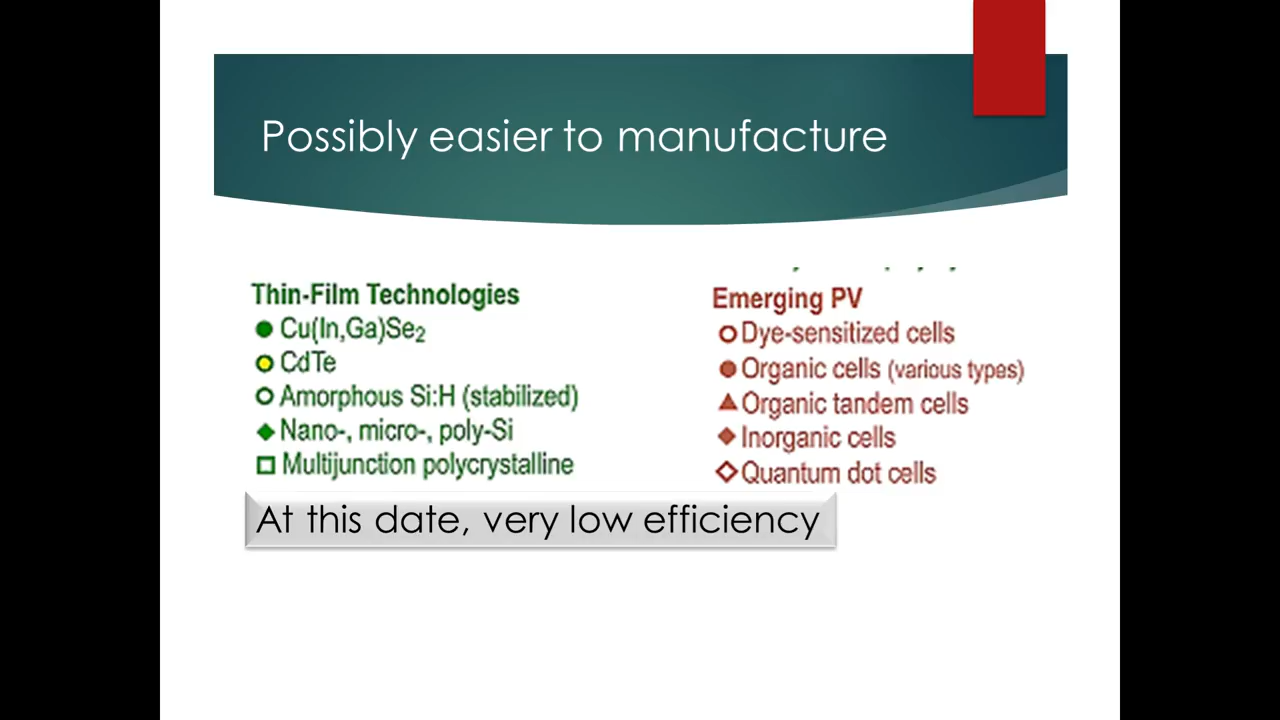 Possibly easier to manufacture
Thin-Film Technologies
Cu(In,Ga)Se₂
CdTe
Amorphous Si:H (stabilized)
Nano-, micro-, poly-Si
Multijunction polycrystalline
Emerging PV
Dye-sensitized cells
Organic cells (various types)
Organic tandem cells
Inorganic cells
Quantum dot cells
At this date, very low efficiency